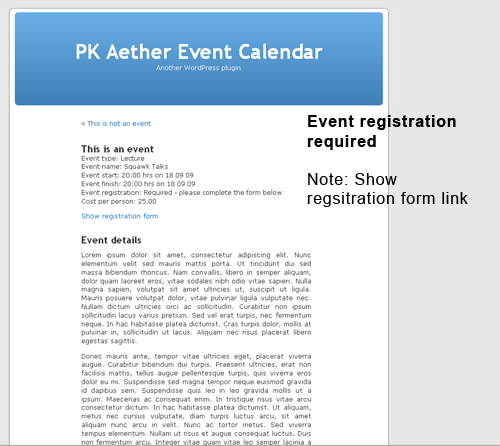 PK Aether Event Calendar
Another WordPress plugin
« This is not an event
Event registration
required
Note: Show
regsitration form link
This is an event
Event type: Lecture
Event name: Squawk Talks
Event start: 20:00 hrs on 18 09 09
Event finish: 20:00 hrs on 18 09 09
Event registration: Required - please complete the form below
Cost per person: 25.00
Show registration form
Event details
Lorem ipsum dolor sit amet, consectetur adipiscing elit. Nunc
elementum velit sed mauris mattis porta. Ut tincidunt dui sed
massa bibendum rhoncus. Nam convallis, libero in semper aliquam,
dolor quam laoreet eros, vitae sodales nibh odio vitae sapien. Nulla
magna sapien, volutpat sit amet ultricies ut, suscipit ut ligula.
Mauris posuere volutpat dolor, vitae pulvinar ligula vulputate nec.
Nullam dictum ultricies orci ac sollicitudin. Curabitur non ipsum
sollicitudin lacus varius pretium. Sed vel erat turpis, nec fermentum
neque. In hac habitasse platea dictumst. Cras turpis dolor, mollis at
pulvinar in, sollicitudin ut lacus. Aliquam nec risus placerat libero
egestas sagittis.
Donec mauris ante, tempor vitae ultricies eget, placerat viverra
augue. Curabitur bibendum dui turpis. Praesent ultricies, erat non
facilisis mattis, tellus augue pellentesque turpis, quis viverra eros
dolor eu mi. Suspendisse sed magna tempor neque euismod gravida
id dapibus sem. Suspendisse quis leo in leo gravida mollis ut a
ipsum. Maecenas ac consequat enim. In tristique risus vitae arcu
consectetur dictum. In hac habitasse platea dictumst. Ut aliquam,
metus nec cursus vulputate, diam turpis luctus arcu, sit amet
aliquam nunc arcu in velit. Nunc ac tortor metus. Sed viverra
tempus elementum. Nullam ut risus et augue consequat luctus. Duis
non fermentum arcu. Integer vitae quam vitae leo semper lacinia a